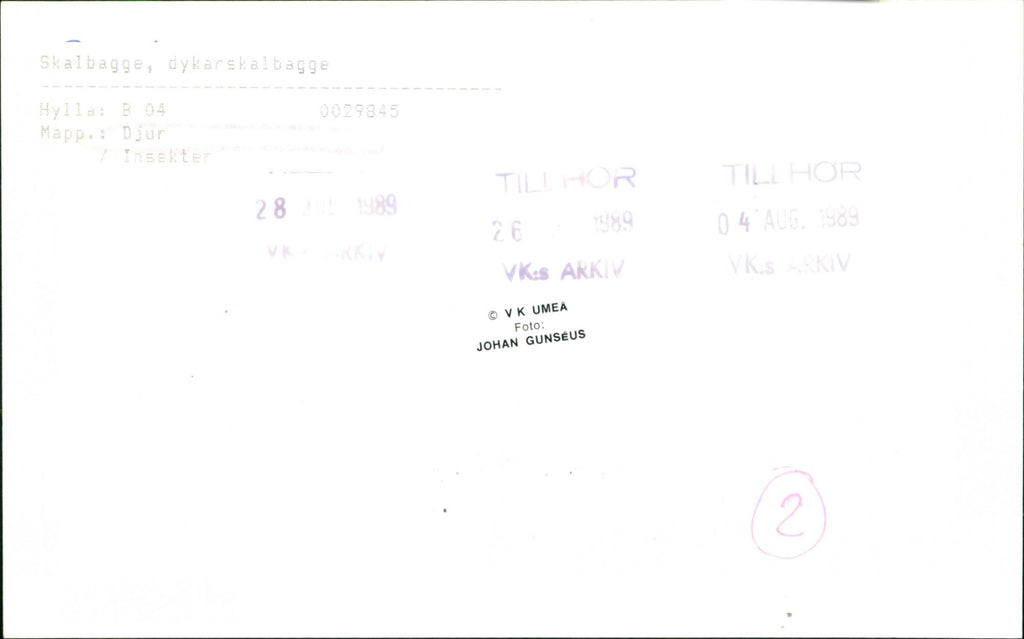 Skalbagge, dykarskalbagge
Hylla: B 04 0029845
Mapp.: Djur
/ Insekter
28 1989
TILLHÖR
26 1989
VK:s ARKIV
TILLHÖR
04 AUG. 1989
VK:s ARKIV
© VK UMEÅ
Foto:
JOHAN GUNSÉUS
2